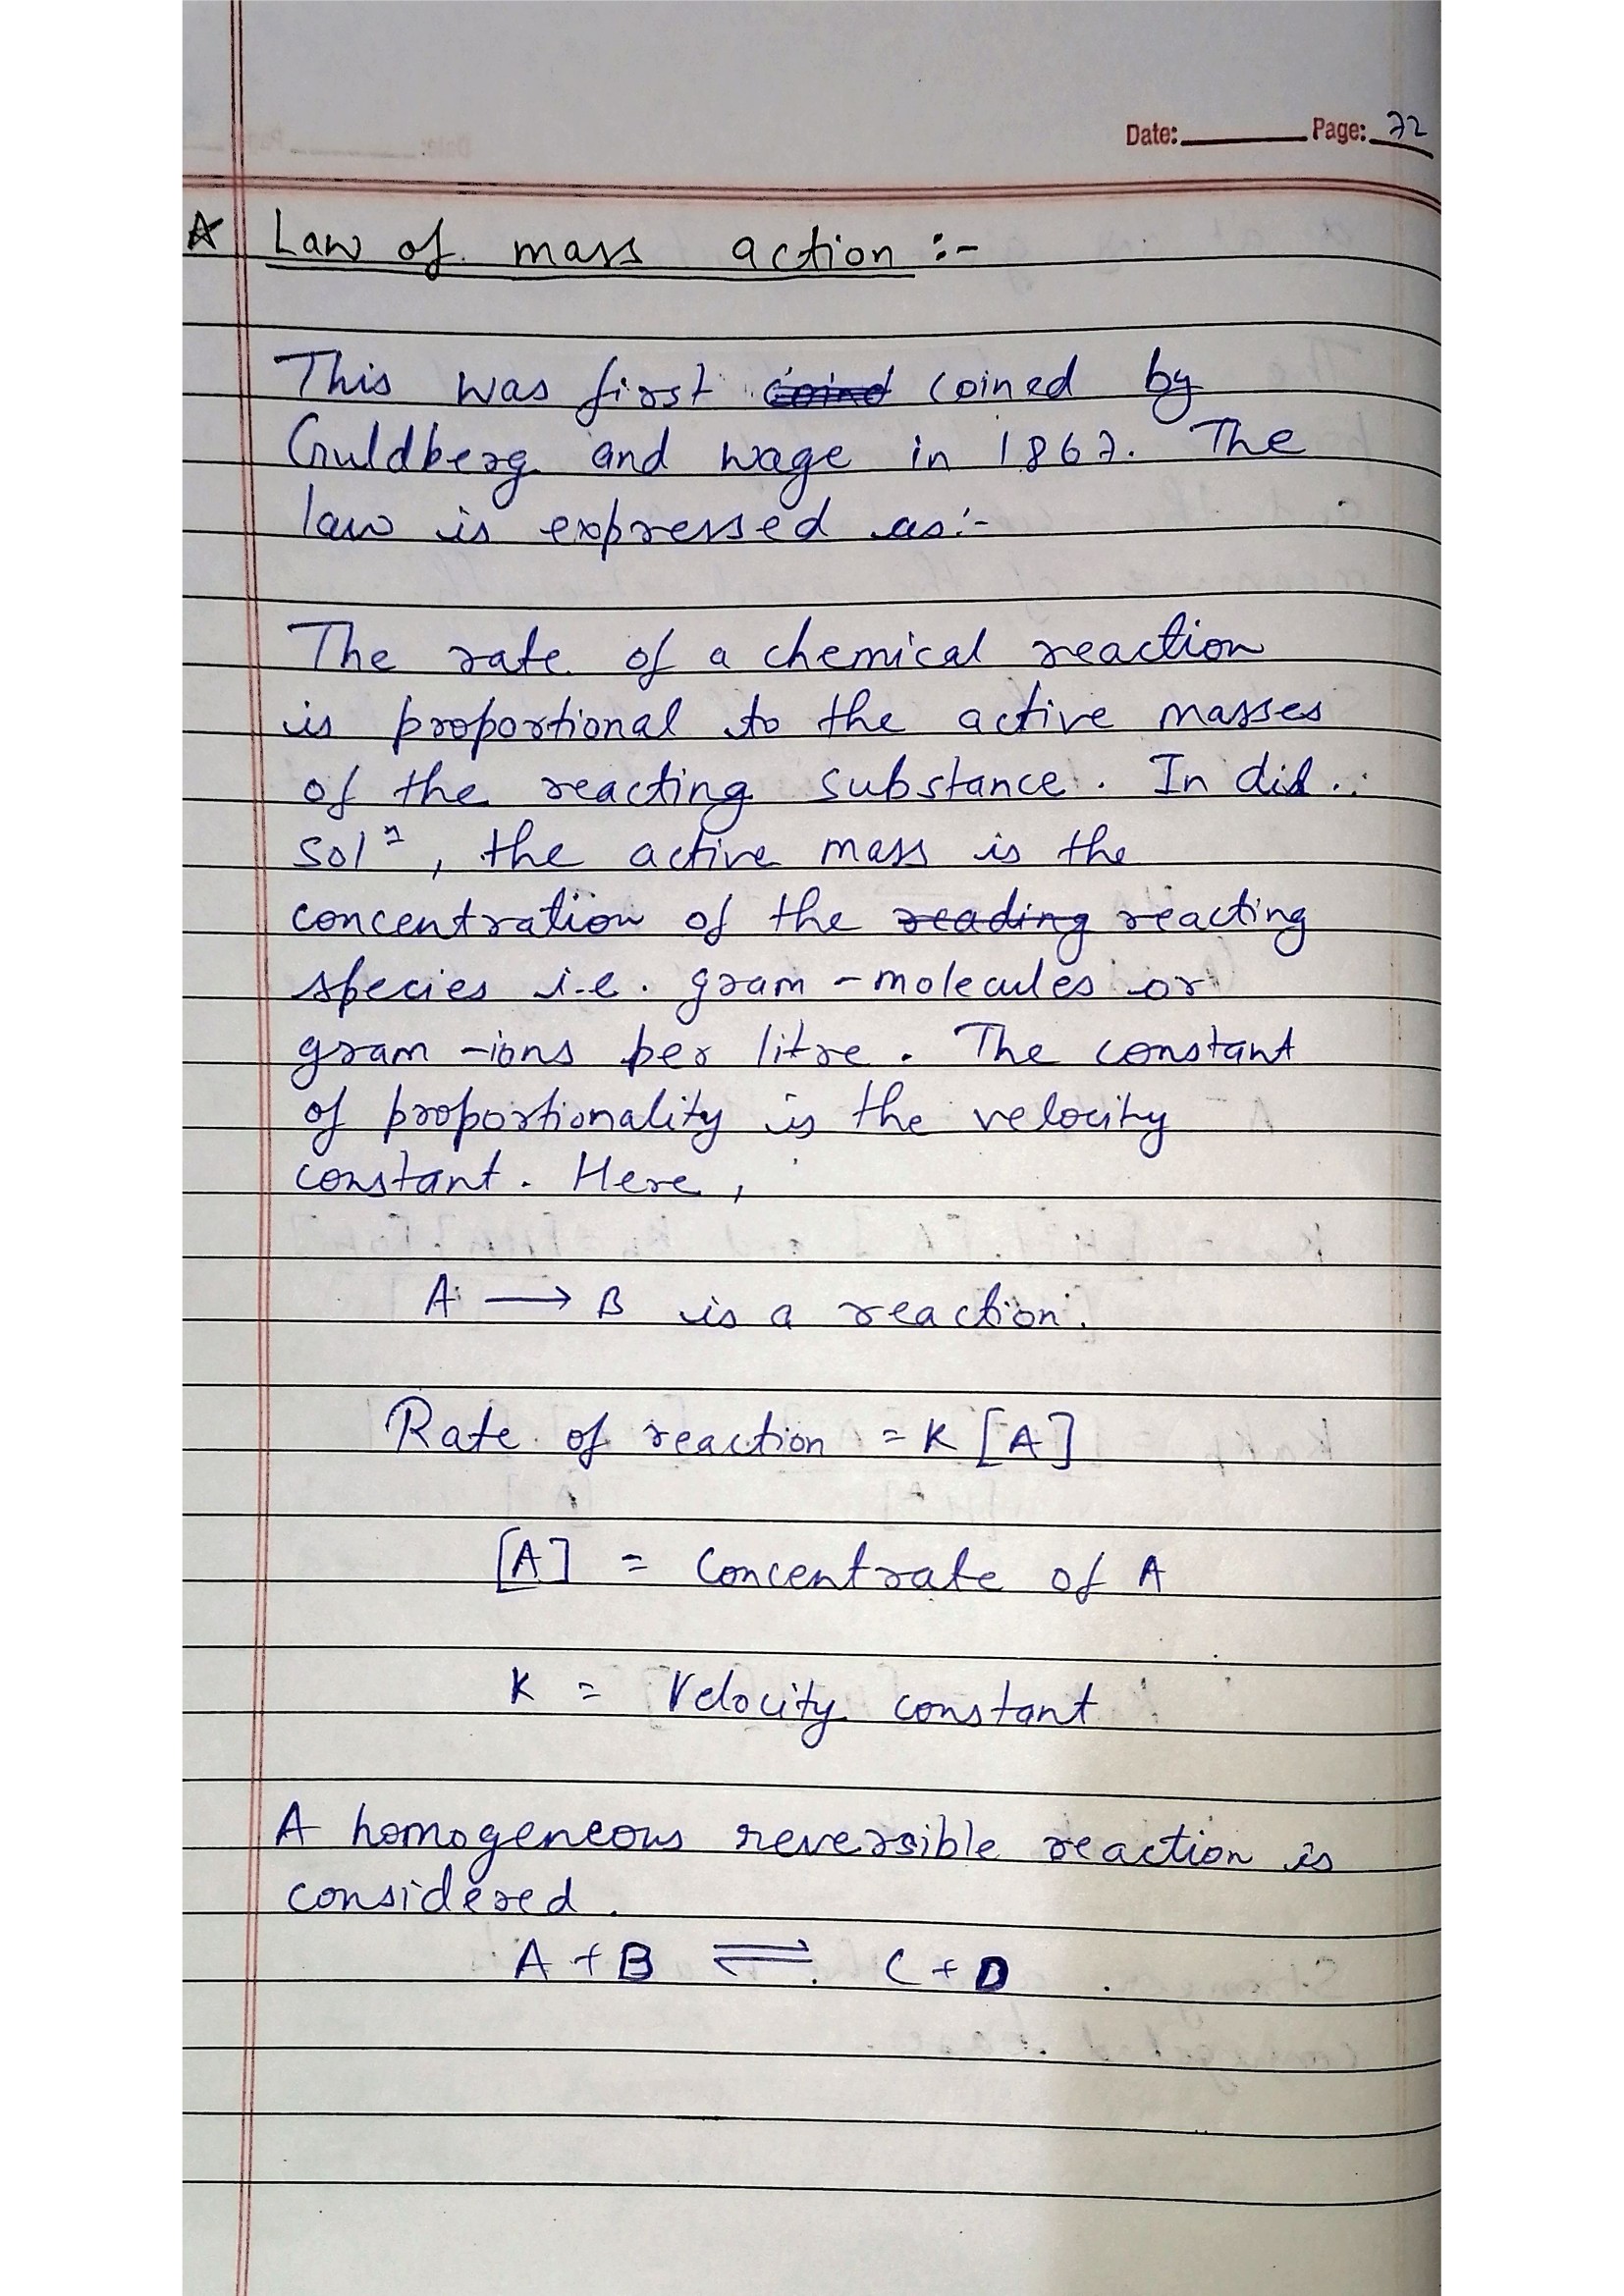 Date: Page: 72
Law of mass action :-
This was first coined by
Guldberg and wage in 1867. The
law is expressed as:-
The rate of a chemical reaction
is proportional to the active masses
of the reacting substance. In dil.
solⁿ, the active mass is the
concentration of the reading reacting
species i.e. gram-molecules or
gram-ions per litre. The constant
of proportionality is the velocity
constant. Here,
A ⟶ B is a reaction.
Rate of reaction = K [A]
[A] = Concentrate of A
K = Velocity constant
A homogeneous reversible reaction is
considered.
A + B ⇌ C + D